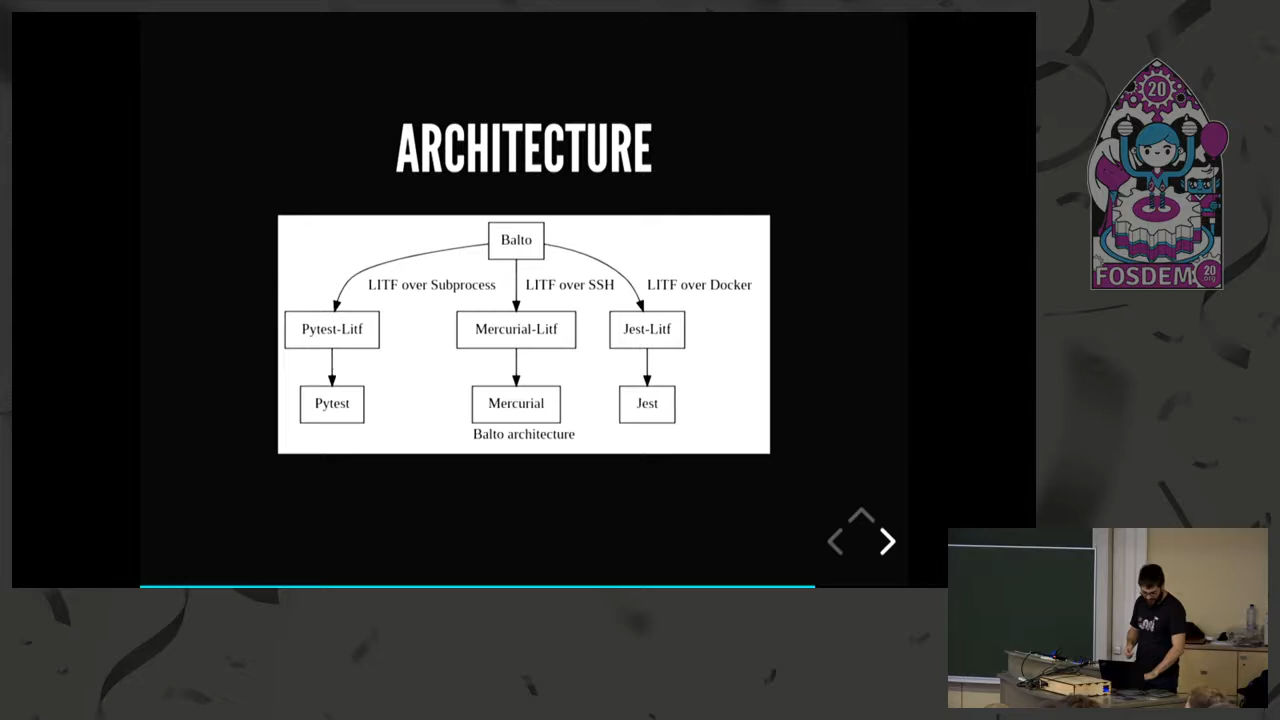 ARCHITECTURE
Balto
LITF over Subprocess
LITF over SSH
LITF over Docker
Pytest-Litf
Mercurial-Litf
Jest-Litf
Pytest
Mercurial
Jest
Balto architecture
20
FOSDEM
20
org